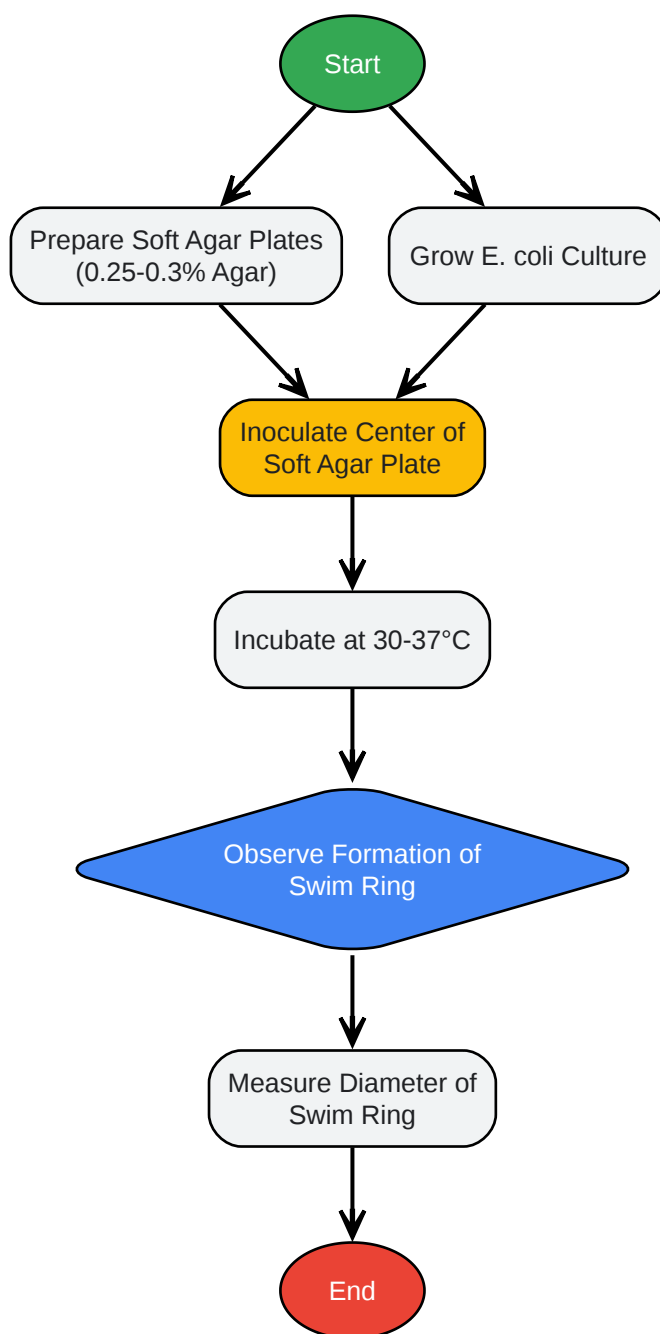 Start
Prepare Soft Agar Plates
(0.25-0.3% Agar)
Grow E. coli Culture
Inoculate Center of
Soft Agar Plate
Incubate at 30-37°C
Observe Formation of
Swim Ring
Measure Diameter of
Swim Ring
End